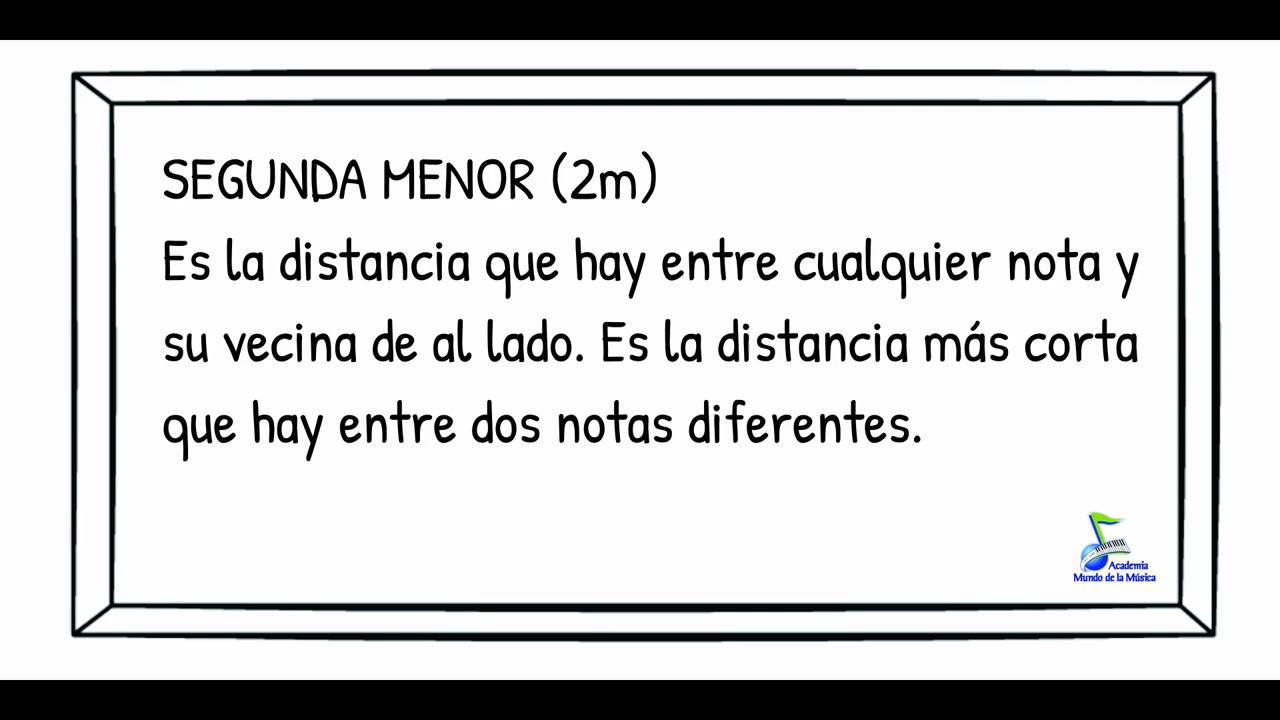 SEGUNDA MENOR (2m)
Es la distancia que hay entre cualquier nota y
su vecina de al lado. Es la distancia más corta
que hay entre dos notas diferentes.
Academia
Mundo de la Música